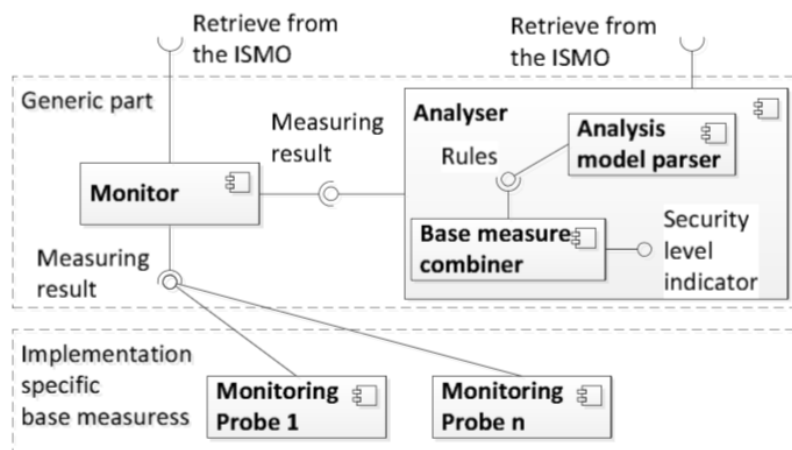 Retrieve from
the ISMO
Retrieve from
the ISMO
Generic part
Measuring
result
Analyser
Analysis
model parser
Rules
Monitor
Base measure
combiner
Security
level
indicator
Measuring
result
Implementation
specific
base measuress
Monitoring
Probe 1
Monitoring
Probe n